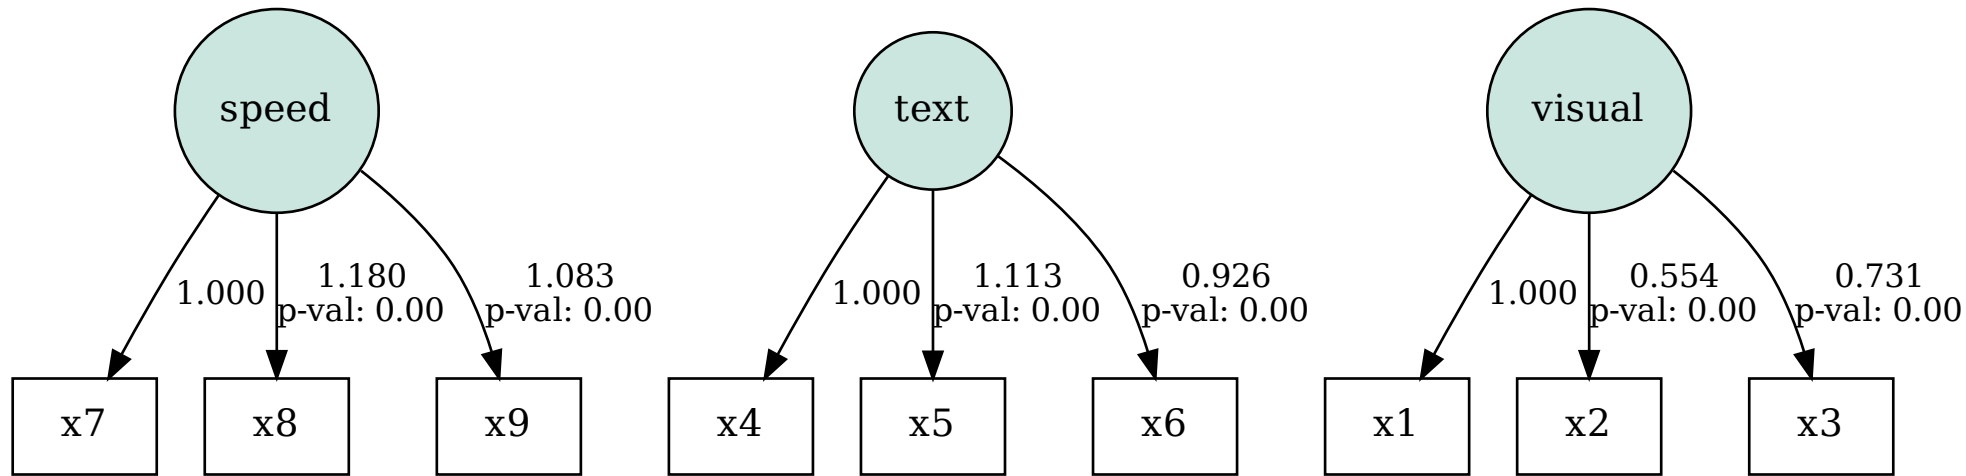 speed
text
visual
1.000
1.180
p-val: 0.00
1.083
p-val: 0.00
1.000
1.113
p-val: 0.00
0.926
p-val: 0.00
1.000
0.554
p-val: 0.00
0.731
p-val: 0.00
x7
x8
x9
x4
x5
x6
x1
x2
x3